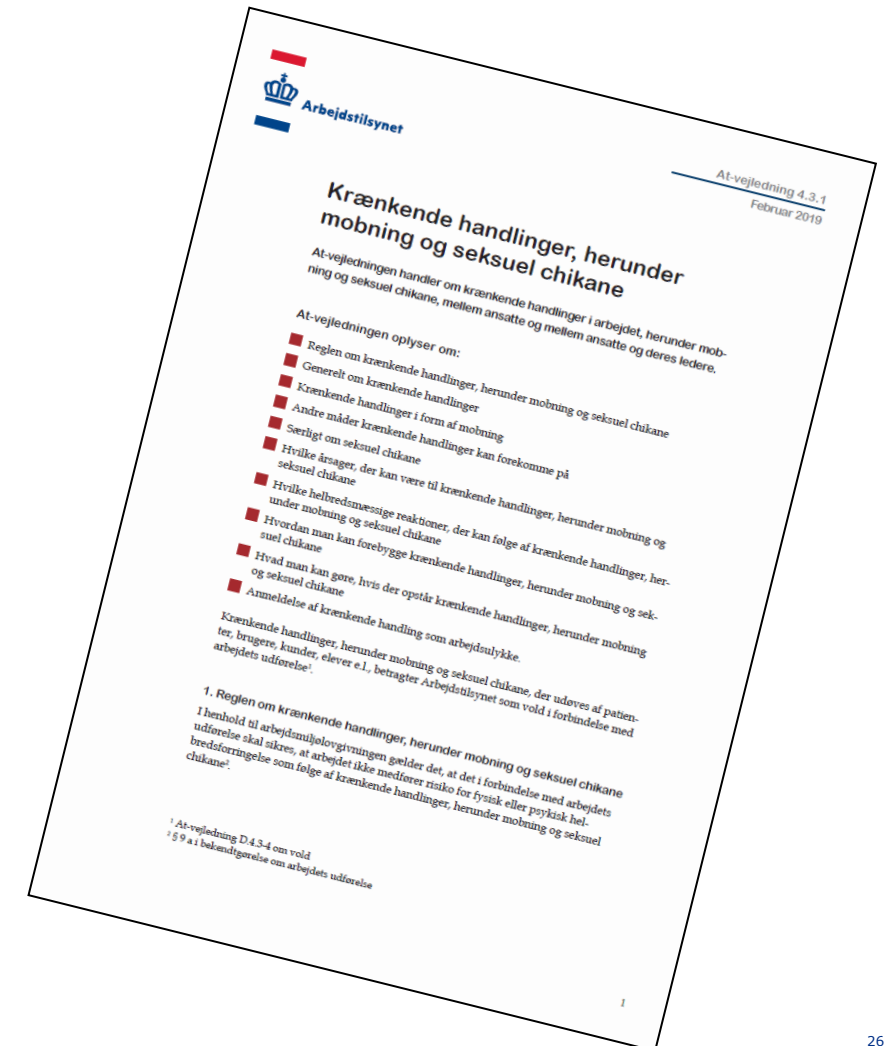 Arbejdstilsynet
At-vejledning 4.3.1
Februar 2019
Krænkende handlinger, herunder
mobning og seksuel chikane
At-vejledningen handler om krænkende handlinger i arbejdet, herunder mob-
ning og seksuel chikane, mellem ansatte og mellem ansatte og deres ledere.
At-vejledningen oplyser om:
Reglen om krænkende handlinger, herunder mobning og seksuel chikane
Generelt om krænkende handlinger
Krænkende handlinger i form af mobning
Andre måder krænkende handlinger kan forekomme på
Særligt om seksuel chikane
Hvilke årsager, der kan være til krænkende handlinger, herunder mobning og
seksuel chikane
Hvilke helbredsmæssige reaktioner, der kan følge af krænkende handlinger, her-
under mobning og seksuel chikane
Hvordan man kan forebygge krænkende handlinger, herunder mobning og sek-
suel chikane
Hvad man kan gøre, hvis der opstår krænkende handlinger, herunder mobning
og seksuel chikane
Anmeldelse af krænkende handling som arbejdsulykke.
Krænkende handlinger, herunder mobning og seksuel chikane, der udøves af patien-
ter, brugere, kunder, elever e.l., betragter Arbejdstilsynet som vold i forbindelse med
arbejdets udførelse¹.
1. Reglen om krænkende handlinger, herunder mobning og seksuel chikane
I henhold til arbejdsmiljølovgivningen gælder det, at det i forbindelse med arbejdets
udførelse skal sikres, at arbejdet ikke medfører risiko for fysisk eller psykisk hel-
bredsforringelse som følge af krænkende handlinger, herunder mobning og seksuel
chikane².
¹ At-vejledning D.4.3-4 om vold
² § 9 a i bekendtgørelse om arbejdets udførelse
1
26